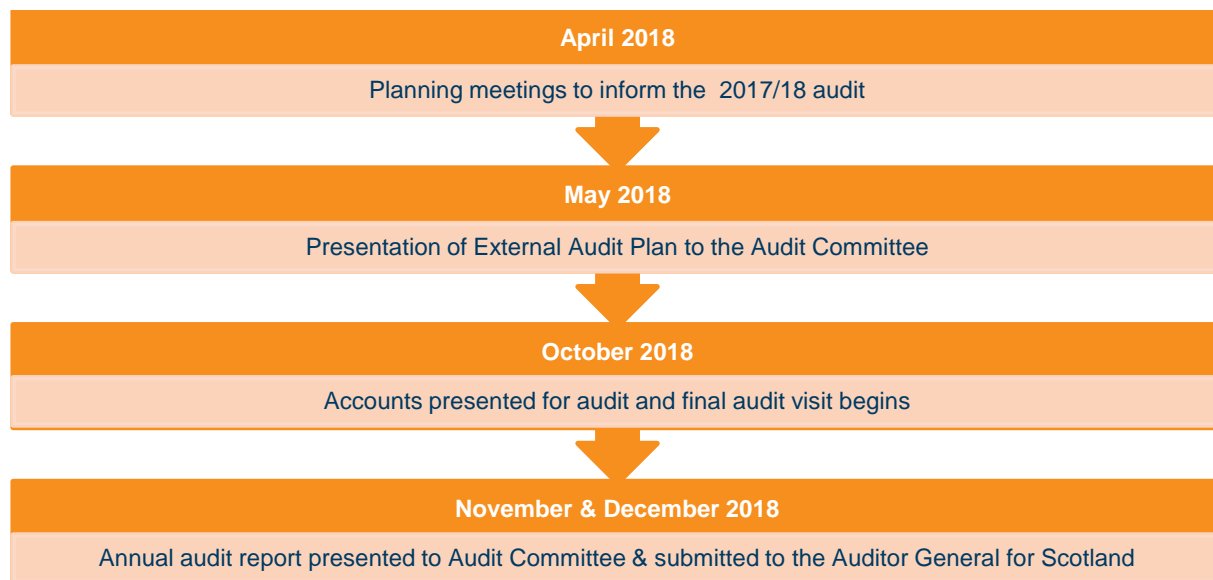 April 2018
Planning meetings to inform the 2017/18 audit
May 2018
Presentation of External Audit Plan to the Audit Committee
October 2018
Accounts presented for audit and final audit visit begins
November & December 2018
Annual audit report presented to Audit Committee & submitted to the Auditor General for Scotland